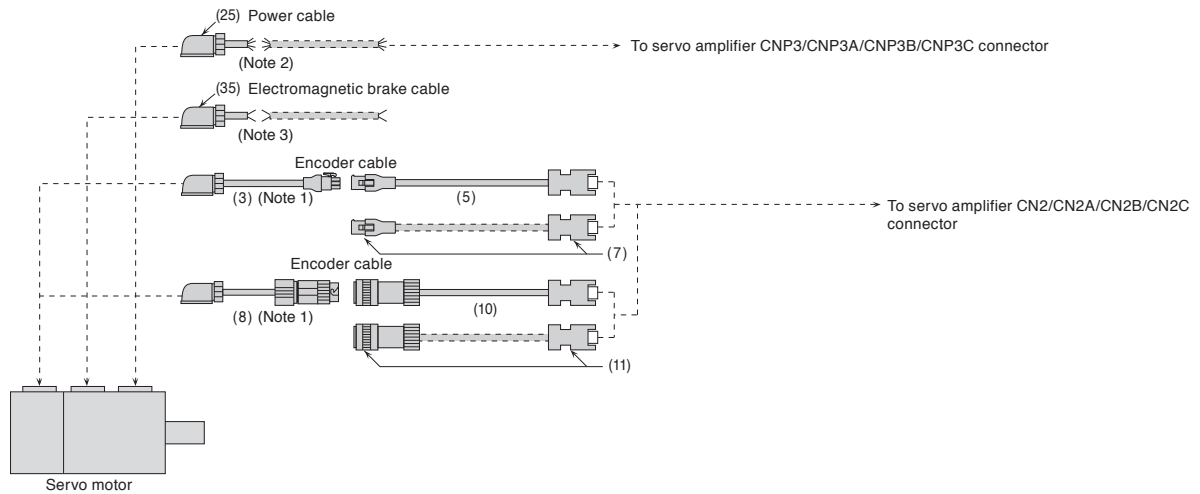 (25) Power cable
(Note 2)
To servo amplifier CNP3/CNP3A/CNP3B/CNP3C connector
(35) Electromagnetic brake cable
(Note 3)
Encoder cable
(3) (Note 1)
(5)
To servo amplifier CN2/CN2A/CN2B/CN2C
connector
(7)
Encoder cable
(8) (Note 1)
(10)
(11)
Servo motor